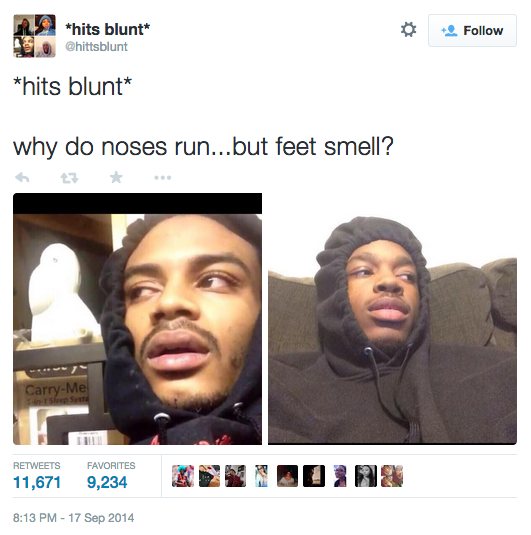 *hits blunt*
@hittsblunt
Follow
*hits blunt*
why do noses run...but feet smell?
Carry-Me
RETWEETS
FAVORITES
11,671
9,234
8:13 PM - 17 Sep 2014